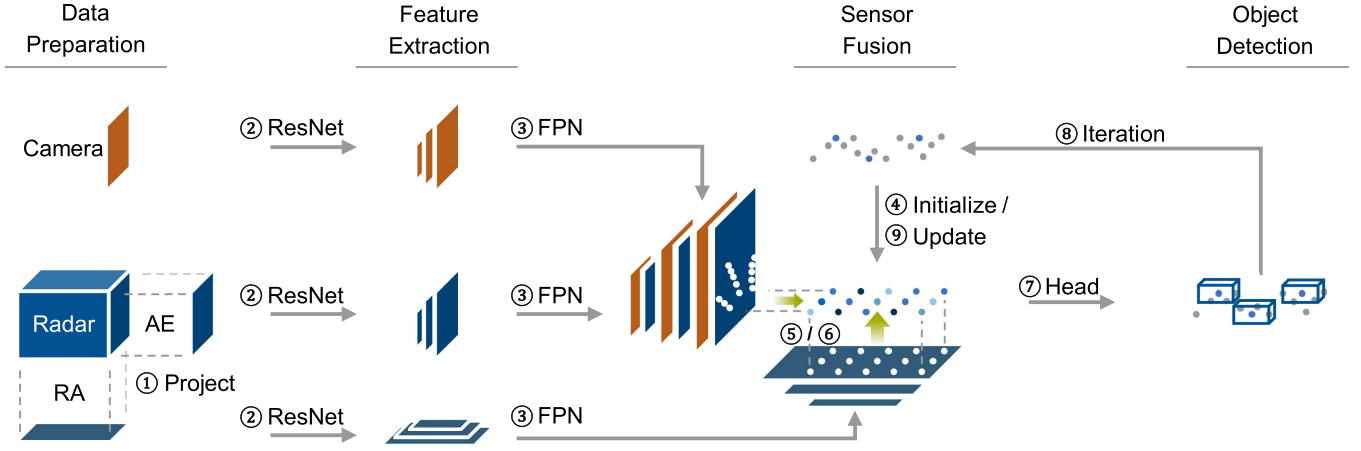 Data
Preparation
Feature
Extraction
Sensor
Fusion
Object
Detection
Camera
② ResNet
③ FPN
⑧ Iteration
④ Initialize /
⑨ Update
Radar
AE
② ResNet
③ FPN
⑦ Head
⑤ / ⑥
RA
① Project
② ResNet
③ FPN